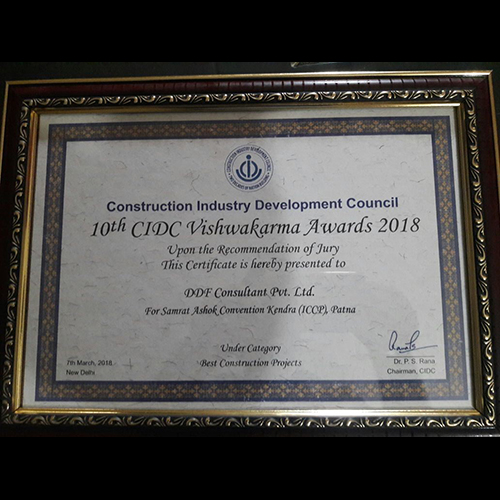 Construction Industry Development Council
10th CIDC Vishwakarma Awards 2018
Upon the Recommendation of Jury
This Certificate is hereby presented to
DDF Consultant Pvt. Ltd.
For Samrat Ashok Convention Kendra (ICCP), Patna
Under Category
Best Construction Projects
7th March, 2018
New Delhi
Dr. P. S. Rana
Chairman, CIDC